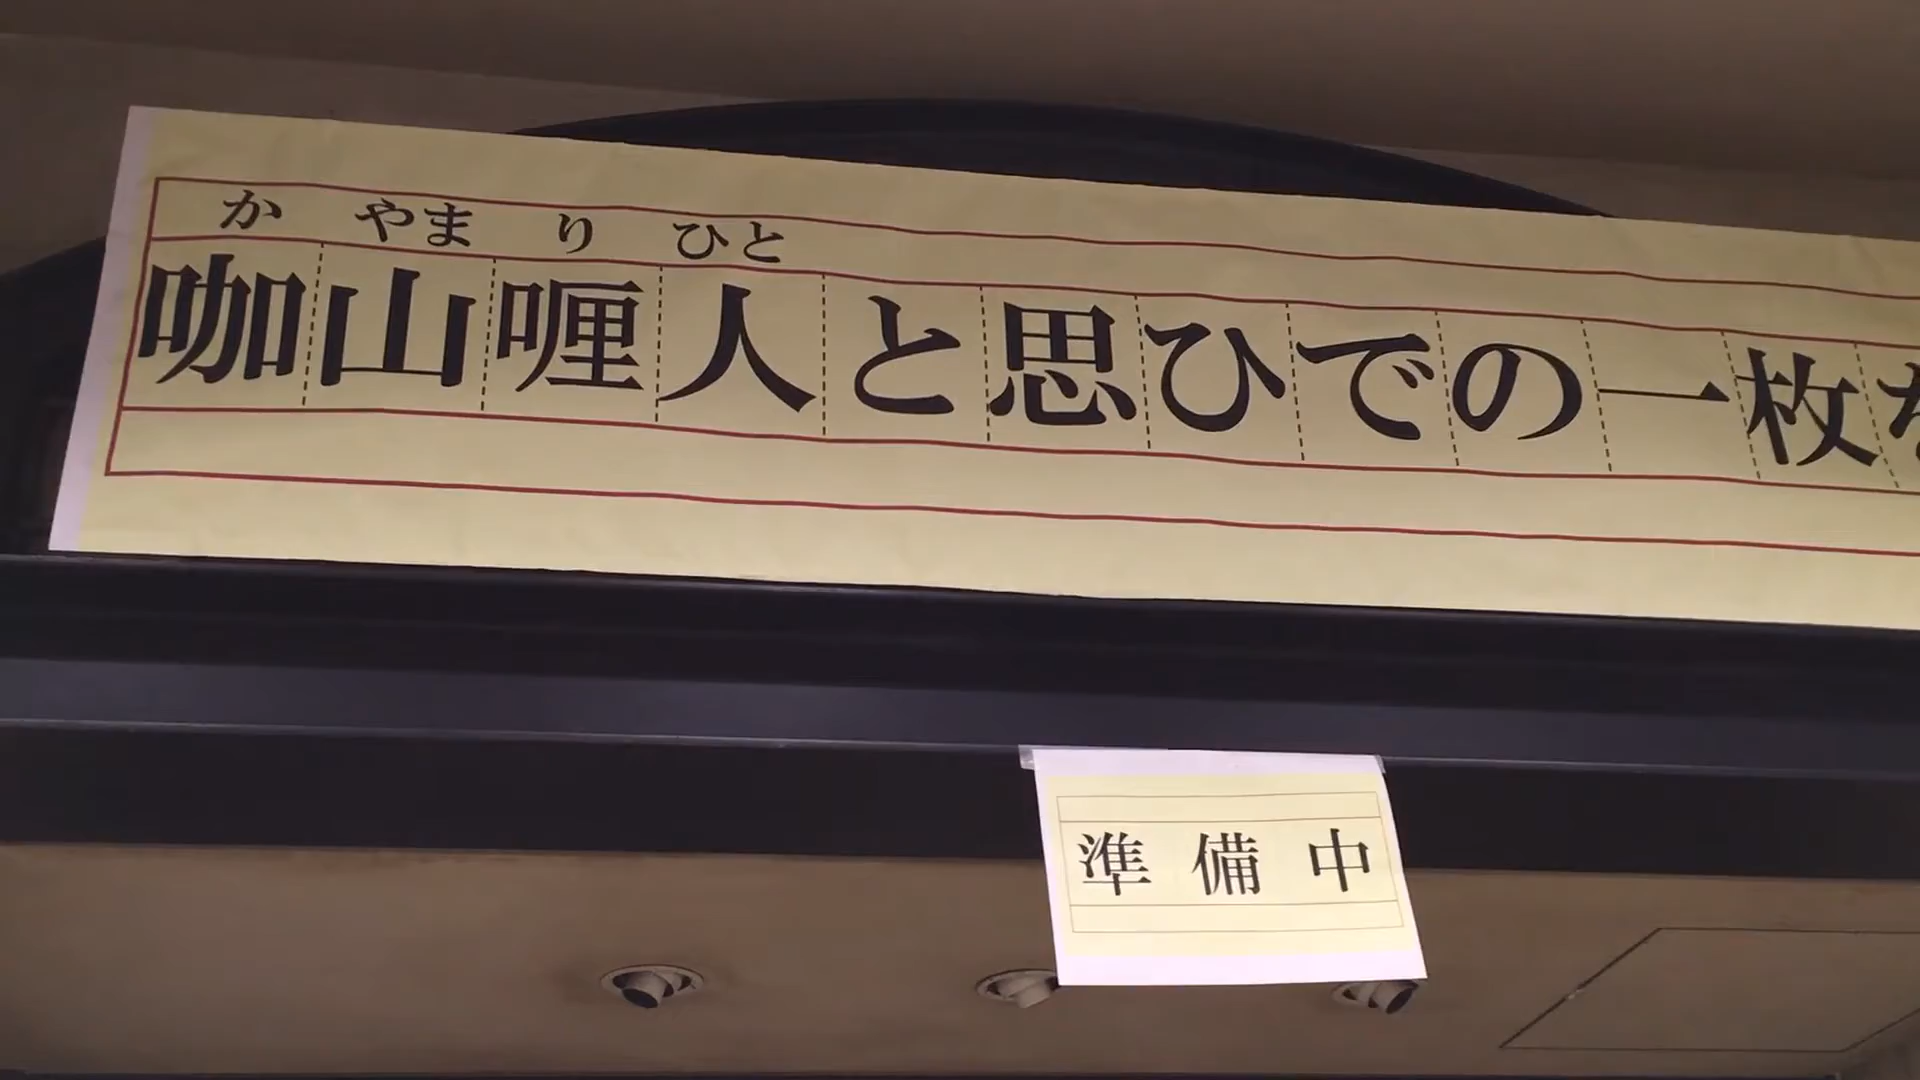 か やま り ひと
咖山喱人と思ひでの一枚を
準備中